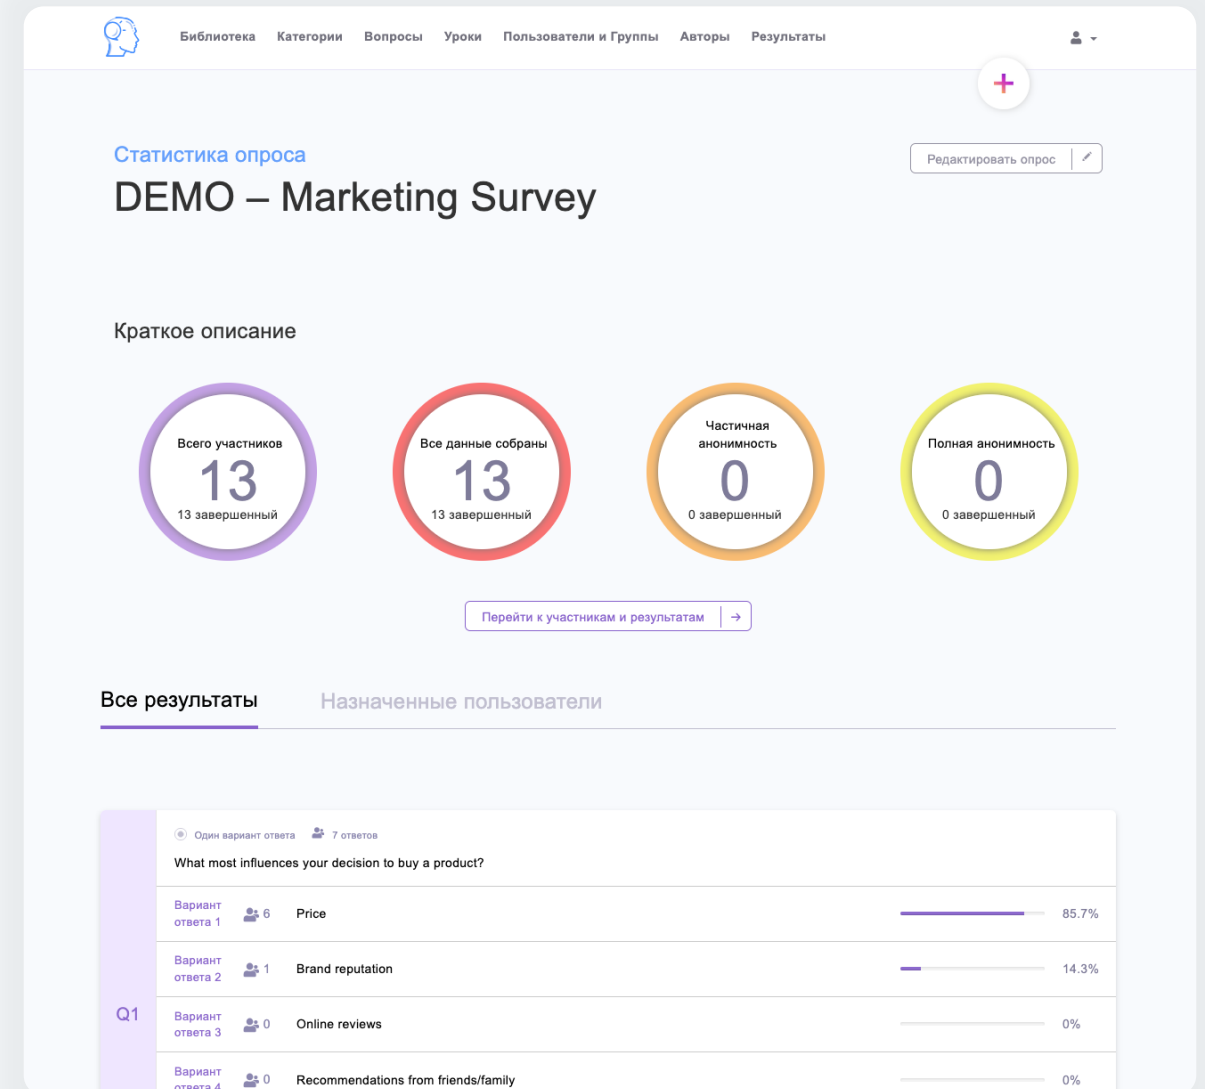 Библиотека Категории Вопросы Уроки Пользователи и Группы Авторы Результаты
Статистика опроса
Редактировать опрос
DEMO – Marketing Survey
Краткое описание
Всего участников
13
13 завершенный
Все данные собраны
13
13 завершенный
Частичная
анонимность
0
0 завершенный
Полная анонимность
0
0 завершенный
Перейти к участникам и результатам
Все результаты
Назначенные пользователи
Q1
Один вариант ответа 7 ответов
What most influences your decision to buy a product?
Вариант
ответа 1
6
Price
85.7%
Вариант
ответа 2
1
Brand reputation
14.3%
Вариант
ответа 3
0
Online reviews
0%
Вариант
ответа 4
0
Recommendations from friends/family
0%